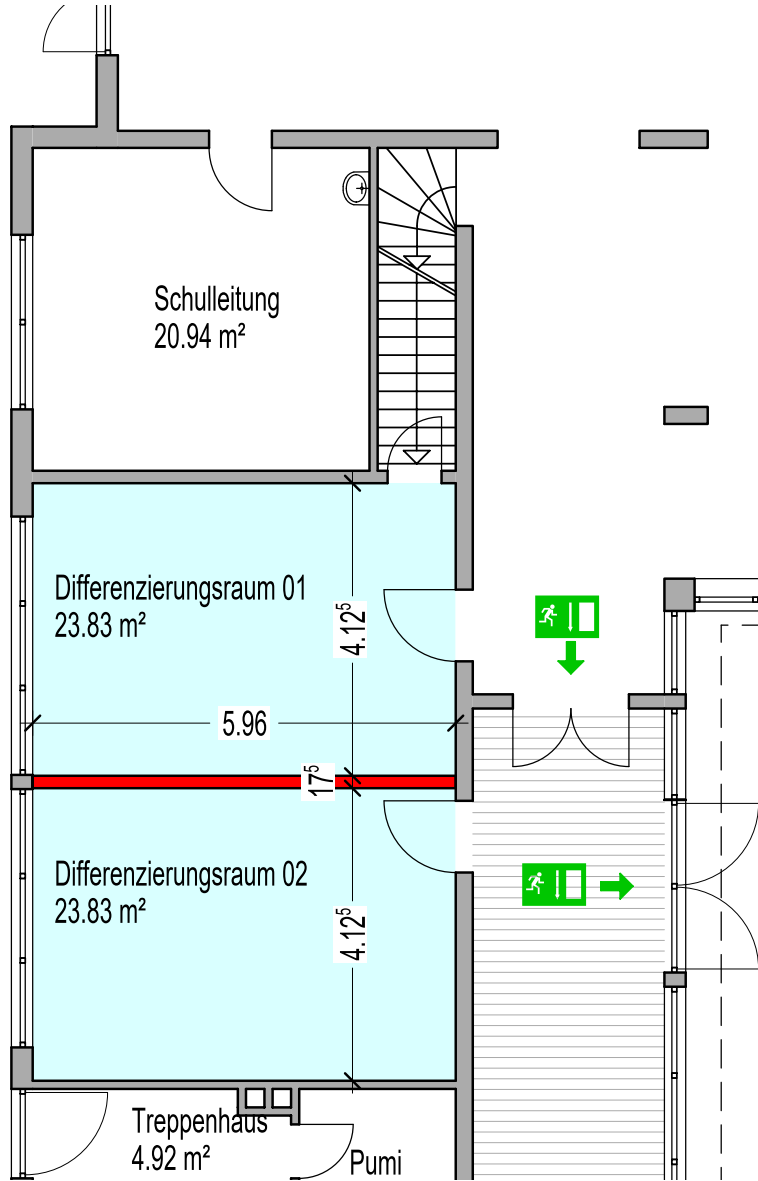 Schulleitung
20.94 m²
Differenzierungsraum 01
23.83 m²
4.12⁵
5.96
17⁵
Differenzierungsraum 02
23.83 m²
4.12⁵
Treppenhaus
4.92 m²
Pumi